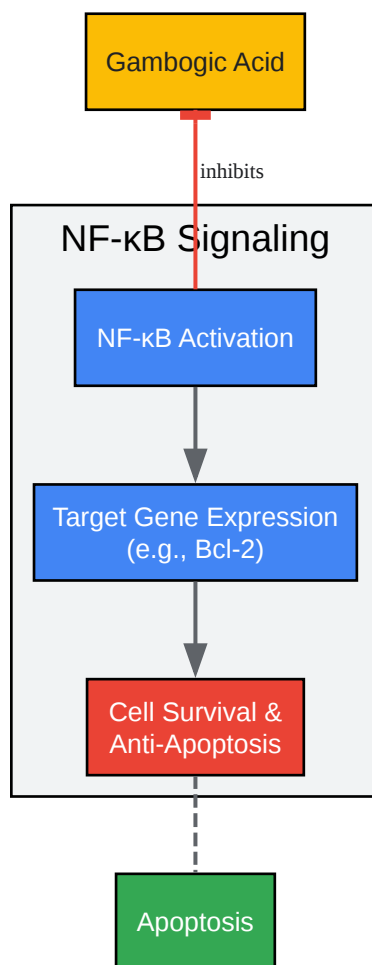 Gambogic Acid
inhibits
NF-κB Signaling
NF-κB Activation
Target Gene Expression
(e.g., Bcl-2)
Cell Survival &
Anti-Apoptosis
Apoptosis